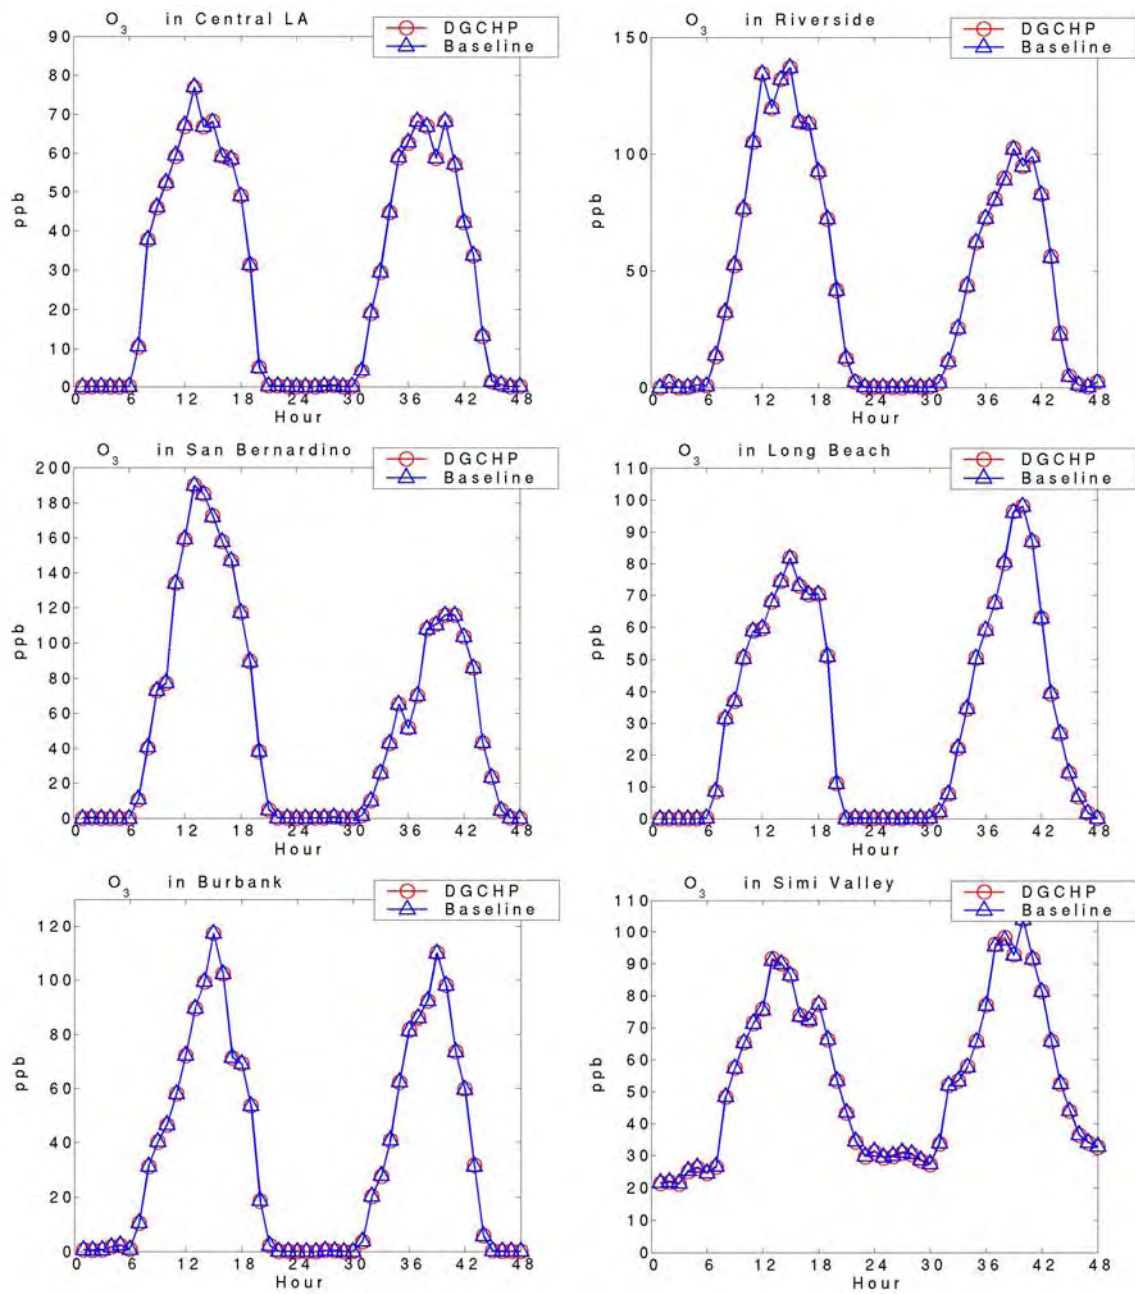 O3 in Central LA
DGCHP
Baseline
90
80
70
60
50
40
30
20
10
0
ppb
0 6 12 18 24 30 36 42 48
Hour
O3 in Riverside
DGCHP
Baseline
150
100
50
0
ppb
0 6 12 18 24 30 36 42 48
Hour
O3 in San Bernardino
DGCHP
Baseline
200
180
160
140
120
100
80
60
40
20
0
ppb
0 6 12 18 24 30 36 42 48
Hour
O3 in Long Beach
DGCHP
Baseline
110
100
90
80
70
60
50
40
30
20
10
0
ppb
0 6 12 18 24 30 36 42 48
Hour
O3 in Burbank
DGCHP
Baseline
120
100
80
60
40
20
0
ppb
0 6 12 18 24 30 36 42 48
Hour
O3 in Simi Valley
DGCHP
Baseline
110
100
90
80
70
60
50
40
30
20
10
0
ppb
0 6 12 18 24 30 36 42 48
Hour